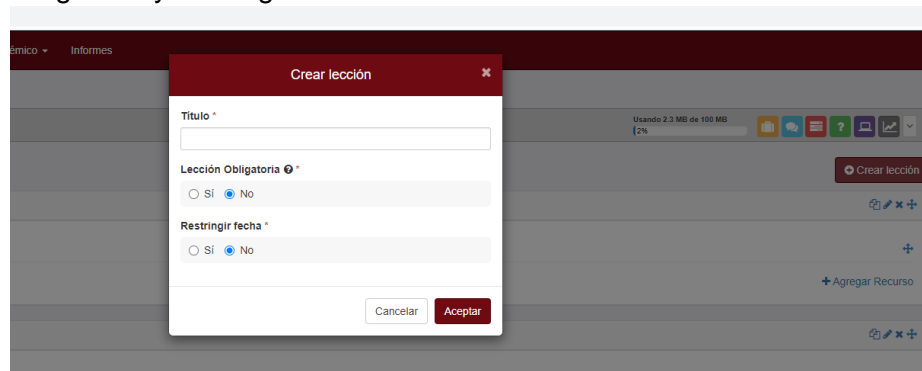 émico Informes
Crear lección ×
Título *
Usando 2.3 MB de 100 MB
2%
?
Lección Obligatoria ? *
Crear lección
Sí No
Restringir fecha *
Sí No
Agregar Recurso
Cancelar Aceptar